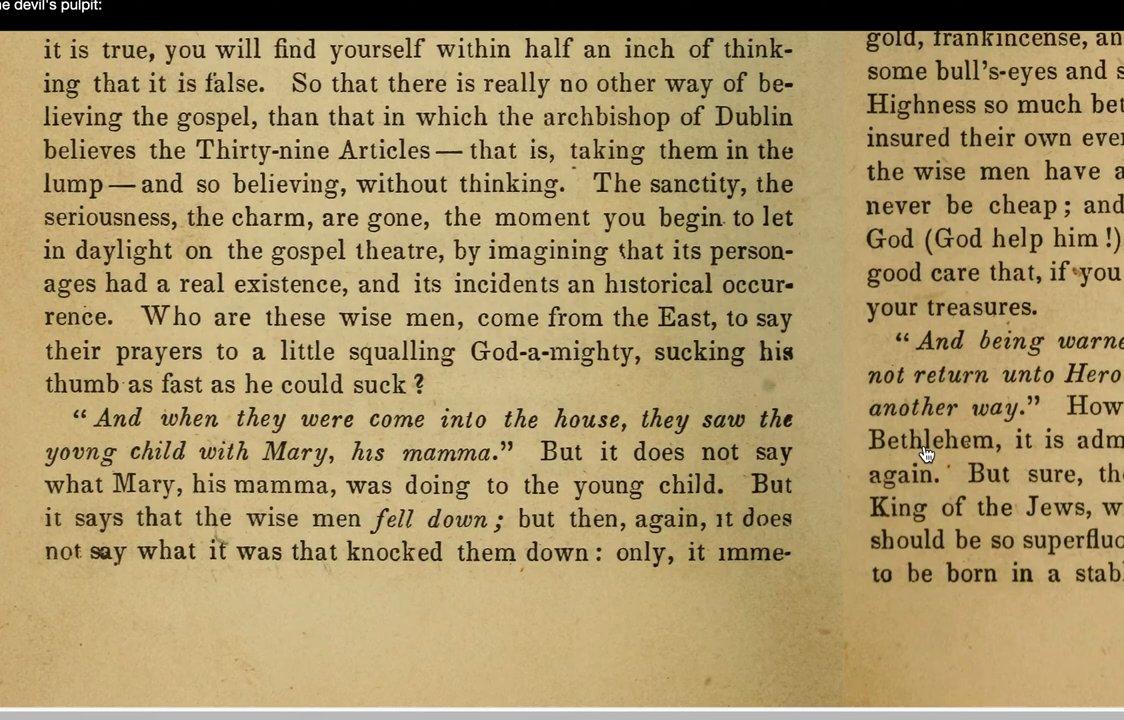 he devil's pulpit:
it is true, you will find yourself within half an inch of think-
ing that it is false. So that there is really no other way of be-
lieving the gospel, than that in which the archbishop of Dublin
believes the Thirty-nine Articles — that is, taking them in the
lump — and so believing, without thinking. The sanctity, the
seriousness, the charm, are gone, the moment you begin to let
in daylight on the gospel theatre, by imagining that its person-
ages had a real existence, and its incidents an historical occur-
rence. Who are these wise men, come from the East, to say
their prayers to a little squalling God-a-mighty, sucking his
thumb as fast as he could suck ?
“ And when they were come into the house, they saw the
yovng child with Mary, his mamma.” But it does not say
what Mary, his mamma, was doing to the young child. But
it says that the wise men fell down ; but then, again, it does
not say what it was that knocked them down : only, it imme-
gold, frankincense, an
some bull’s-eyes and s
Highness so much bet
insured their own eve
the wise men have a
never be cheap ; and
God (God help him !)
good care that, if you
your treasures.
“ And being warne
not return unto Hero
another way.” How
Bethlehem, it is adm
again. But sure, th
King of the Jews, w
should be so superfluo
to be born in a stab